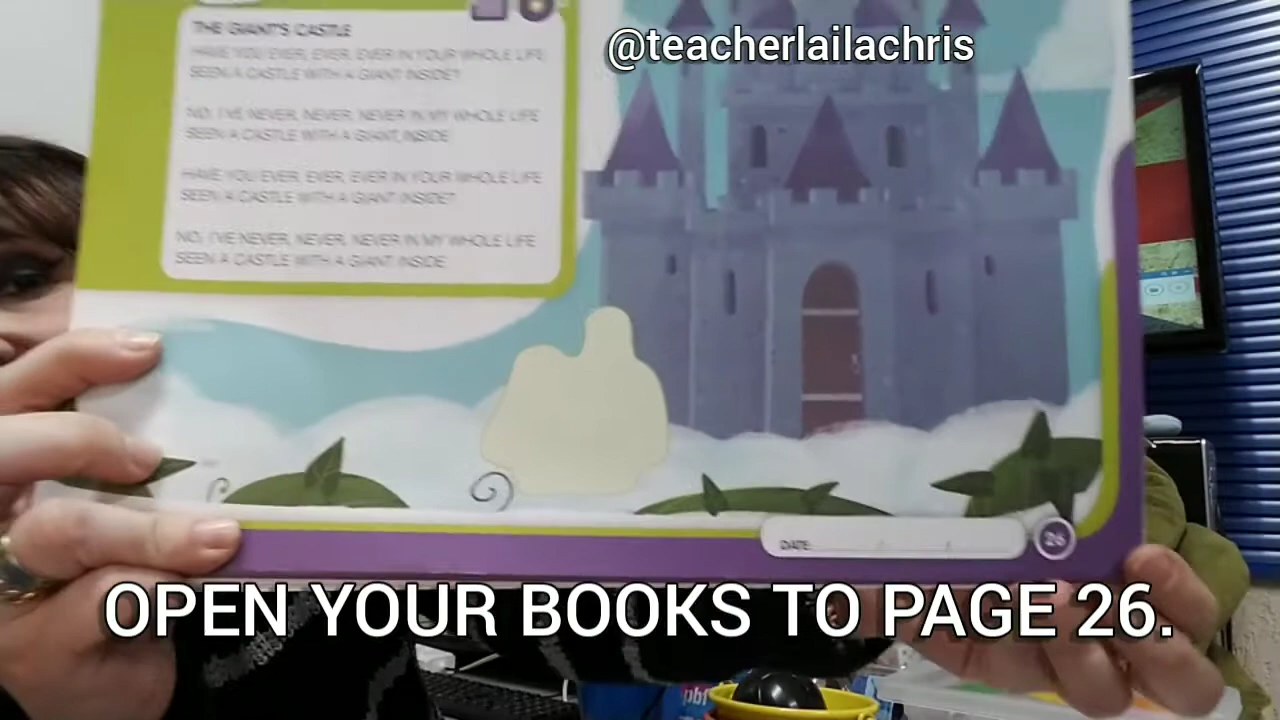 @teacherlailachris
THE GIANT'S CASTLE
HAVE YOU EVER, EVER, EVER IN YOUR WHOLE LIFE
SEEN A CASTLE WITH A GIANT INSIDE?
NO, I'VE NEVER, NEVER, NEVER IN MY WHOLE LIFE
SEEN A CASTLE WITH A GIANT INSIDE
HAVE YOU EVER, EVER, EVER IN YOUR WHOLE LIFE
SEEN A CASTLE WITH A GIANT INSIDE?
NO, I'VE NEVER, NEVER, NEVER IN MY WHOLE LIFE
SEEN A CASTLE WITH A GIANT INSIDE
DATE:
26
OPEN YOUR BOOKS TO PAGE 26.
pbf